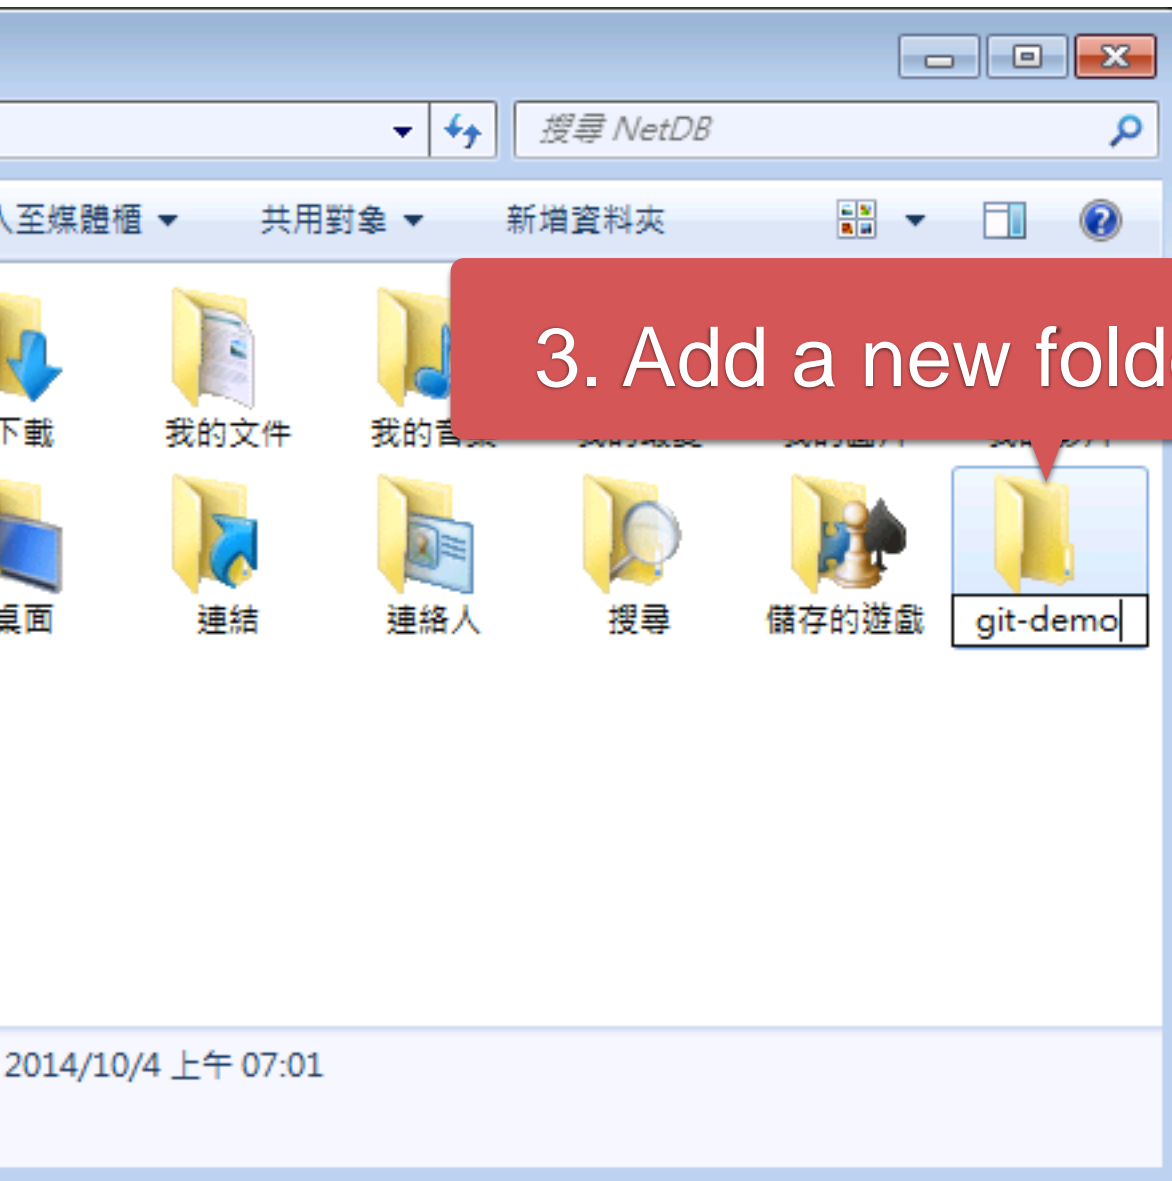 搜尋 NetDB
至媒體櫃 共用對象 新增資料夾
3. Add a new fold
下載 我的文件 我的音樂
桌面 連結 連絡人 搜尋 儲存的遊戲 git-demo
2014/10/4 上午 07:01